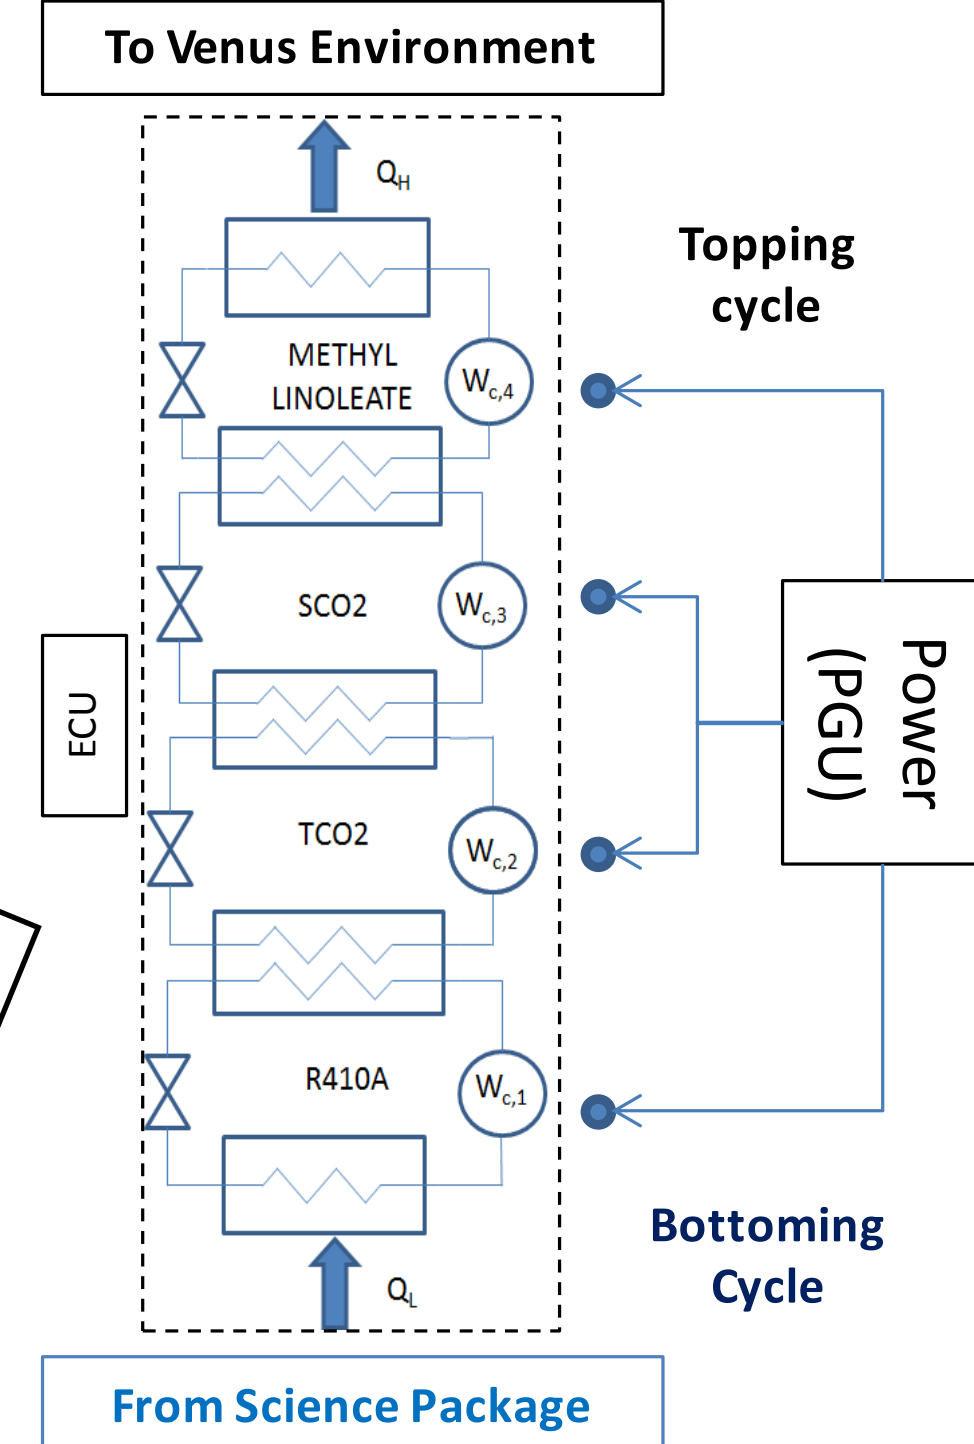 To Venus Environment
QH
Topping
cycle
METHYL
LINOLEATE
Wc,4
SCO2
Wc,3
Power
(PGU)
ECU
TCO2
Wc,2
R410A
Wc,1
Bottoming
Cycle
QL
From Science Package